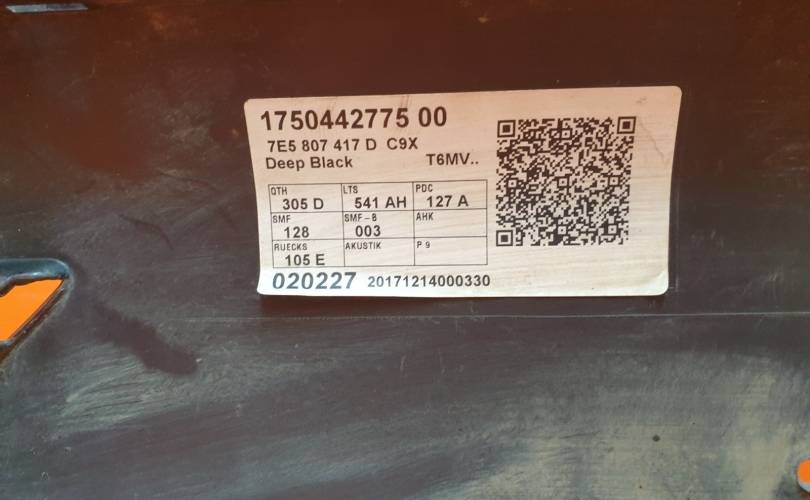 1750442775 00
7E5 807 417 D C9X
Deep Black T6MV..
QTH LTS PDC
305 D 541 AH 127 A
SMF SMF-B AHK
128 003
RUECKS AKUSTIK P 9
105 E
020227 20171214000330